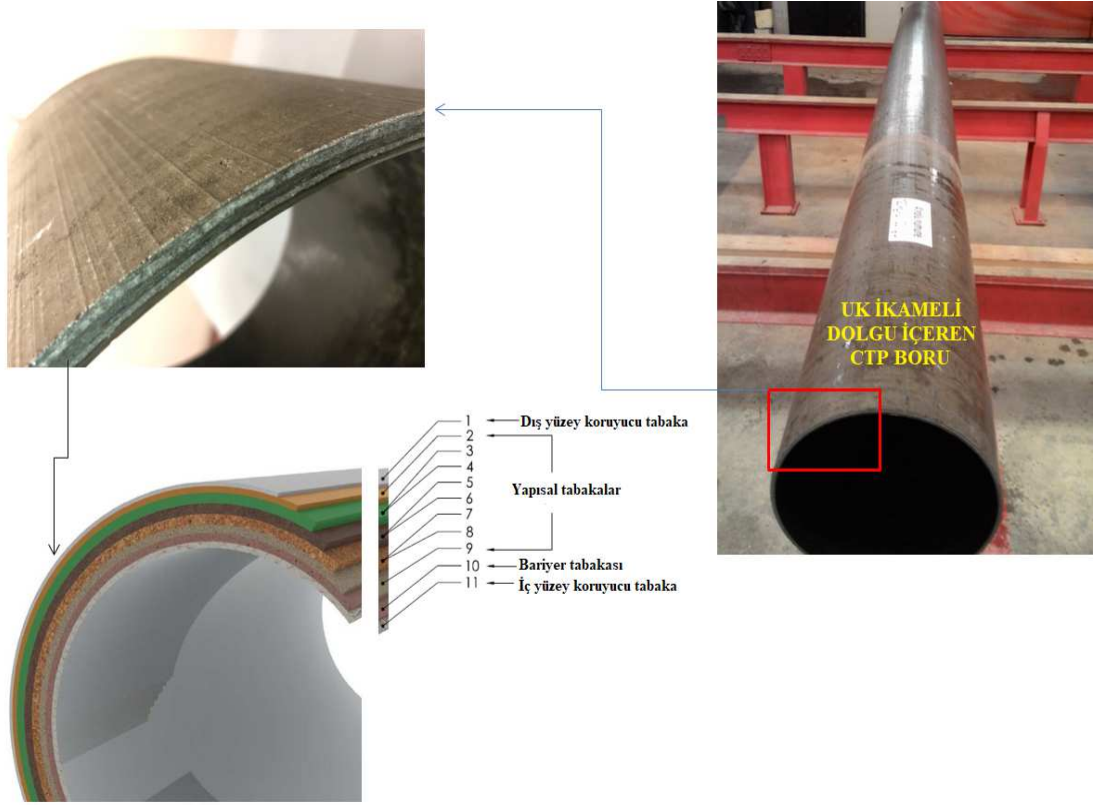 UK İKAMELİ
DOLGU İÇEREN
CTP BORU
1
Dış yüzey koruyucu tabaka
2
3
4
5
Yapısal tabakalar
6
7
8
9
10
Bariyer tabakası
11
İç yüzey koruyucu tabaka